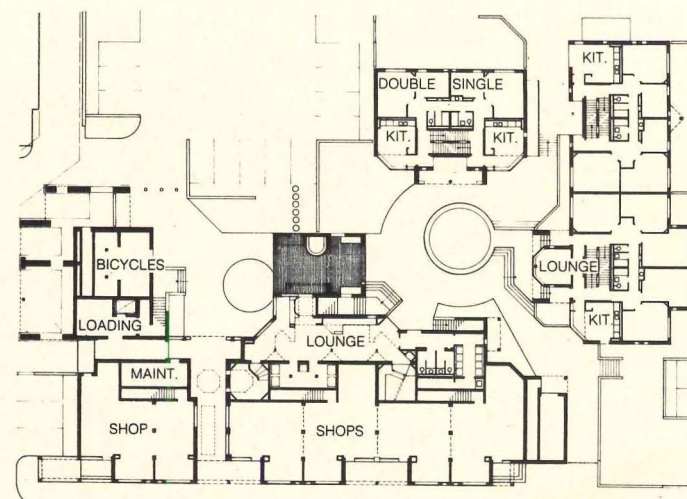 KIT.
DOUBLE SINGLE
KIT. KIT.
BICYCLES
LOUNGE
LOADING
KIT.
LOUNGE
MAINT.
SHOP
SHOPS